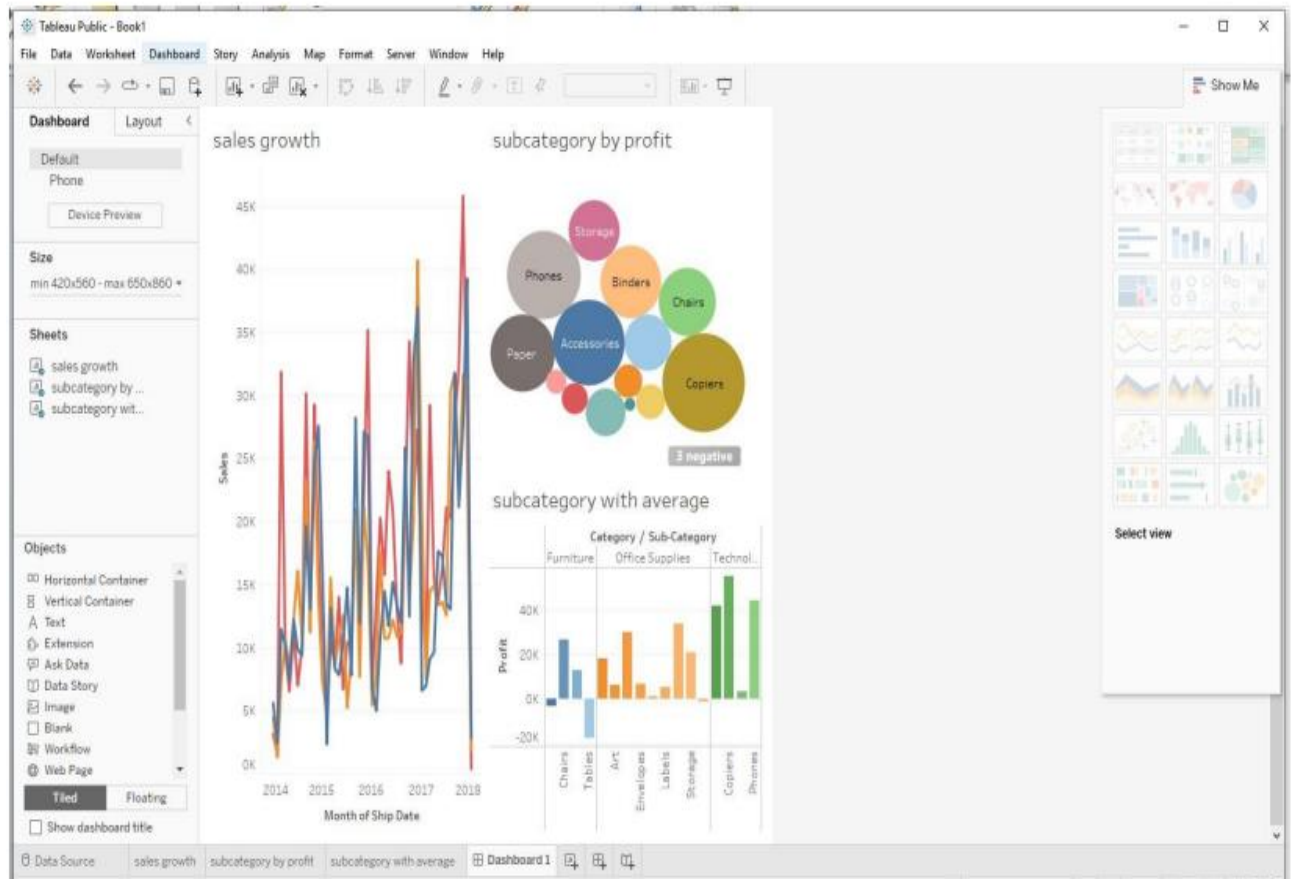 Tableau Public - Book1
File Data Worksheet Dashboard Story Analysis Map Format Server Window Help
Show Me
Dashboard Layout
Default
Phone
Device Preview
Size
min 420x560 - max 650x860
Sheets
sales growth
subcategory by ...
subcategory wit...
Objects
Horizontal Container
Vertical Container
Text
Extension
Ask Data
Data Story
Image
Blank
Workflow
Web Page
Tiled Floating
Show dashboard title
sales growth
45K
40K
35K
30K
25K
20K
15K
10K
5K
0K
Sales
2014 2015 2016 2017 2018
Month of Ship Date
subcategory by profit
Storage
Phones
Binders
Chairs
Accessories
Paper
Copiers
3 negative
subcategory with average
Category / Sub-Category
Furniture Office Supplies Technol..
40K
20K
0K
-20K
Profit
Chairs
Tables
Art
Envelopes
Labels
Storage
Copiers
Phones
Select view
Data Source sales growth subcategory by profit subcategory with average Dashboard 1